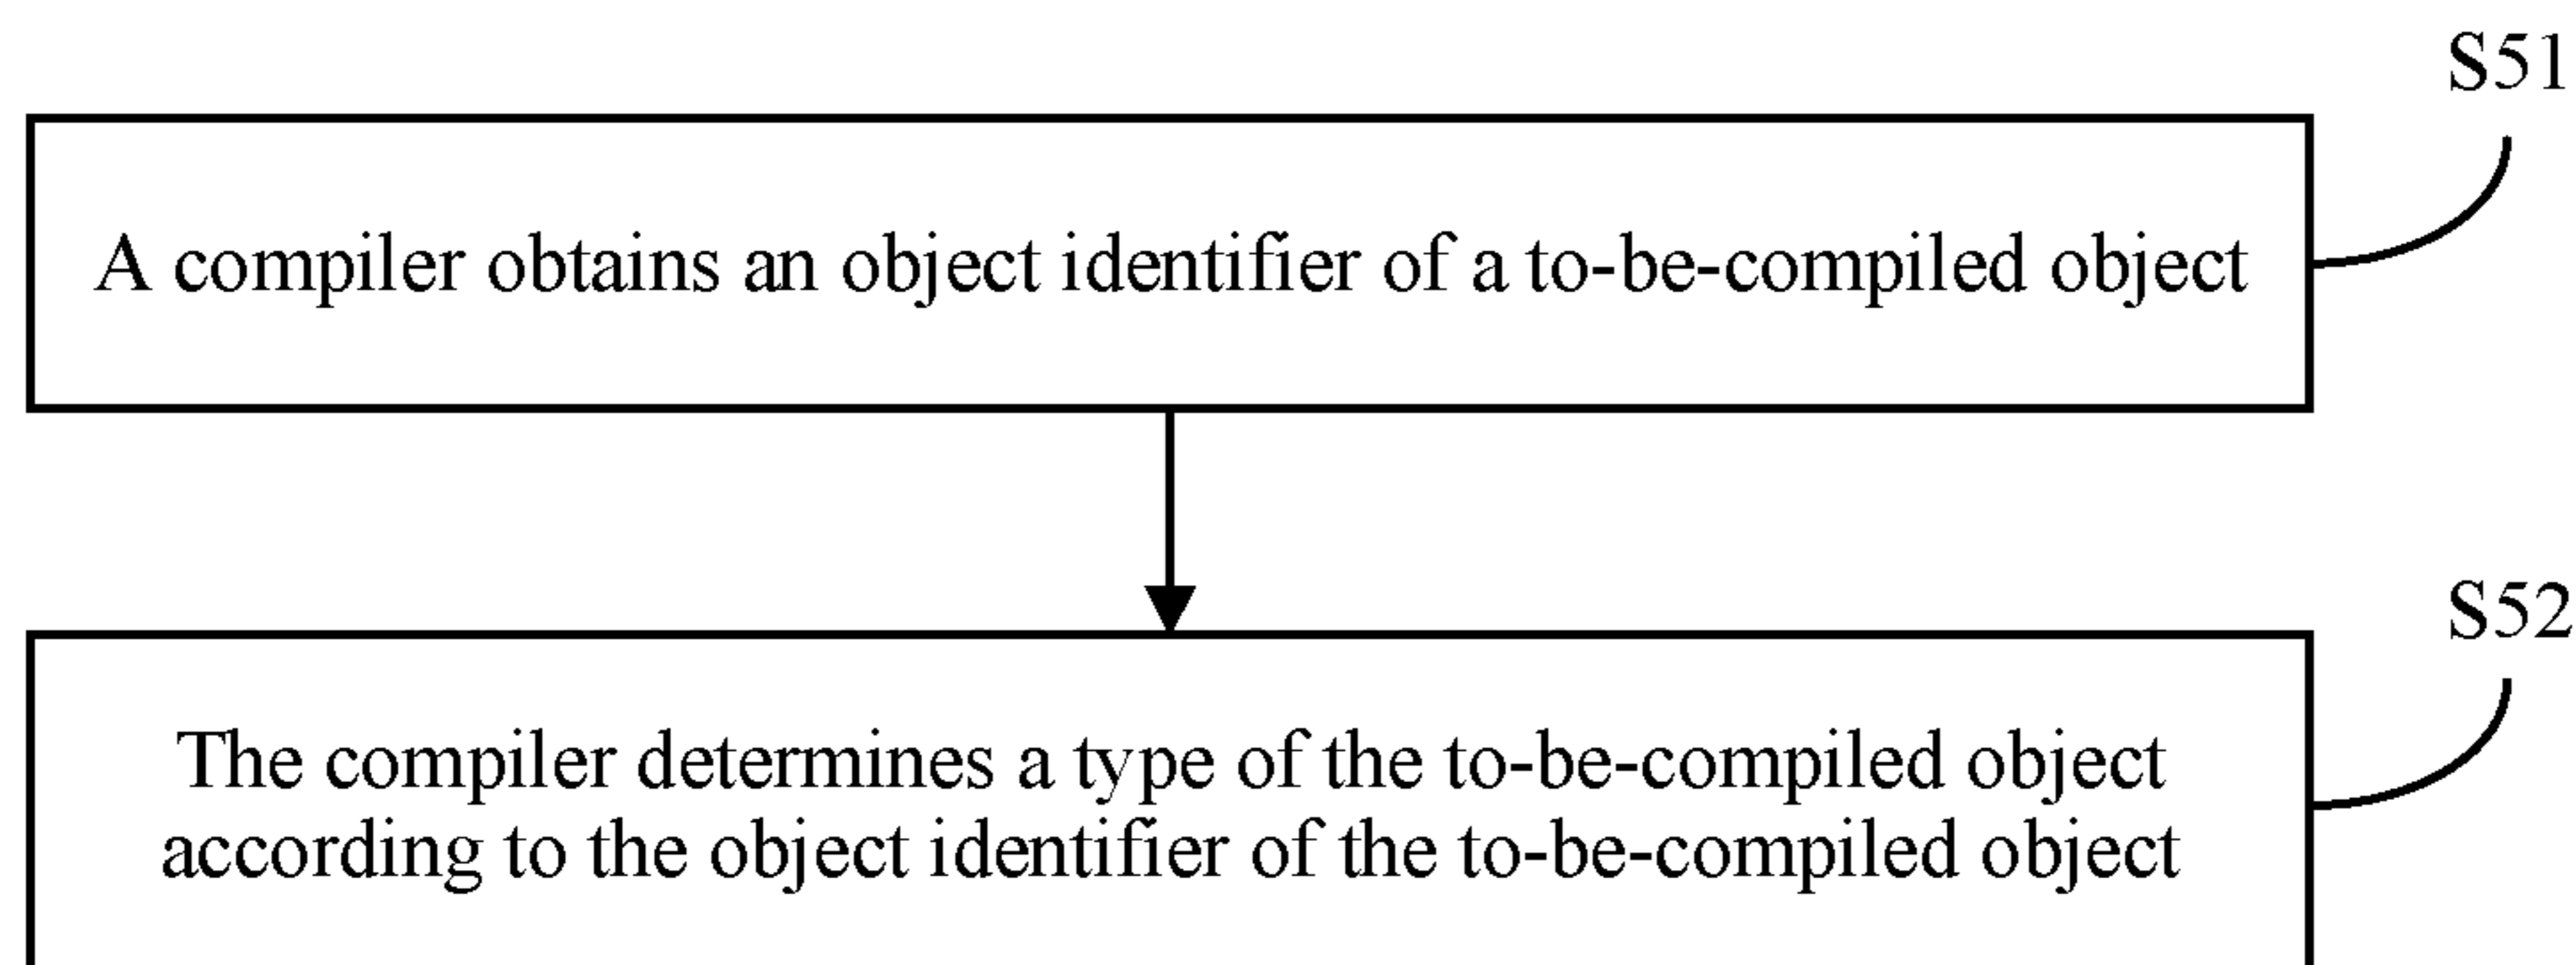 S51
A compiler obtains an object identifier of a to-be-compiled object
S52
The compiler determines a type of the to-be-compiled object
according to the object identifier of the to-be-compiled object